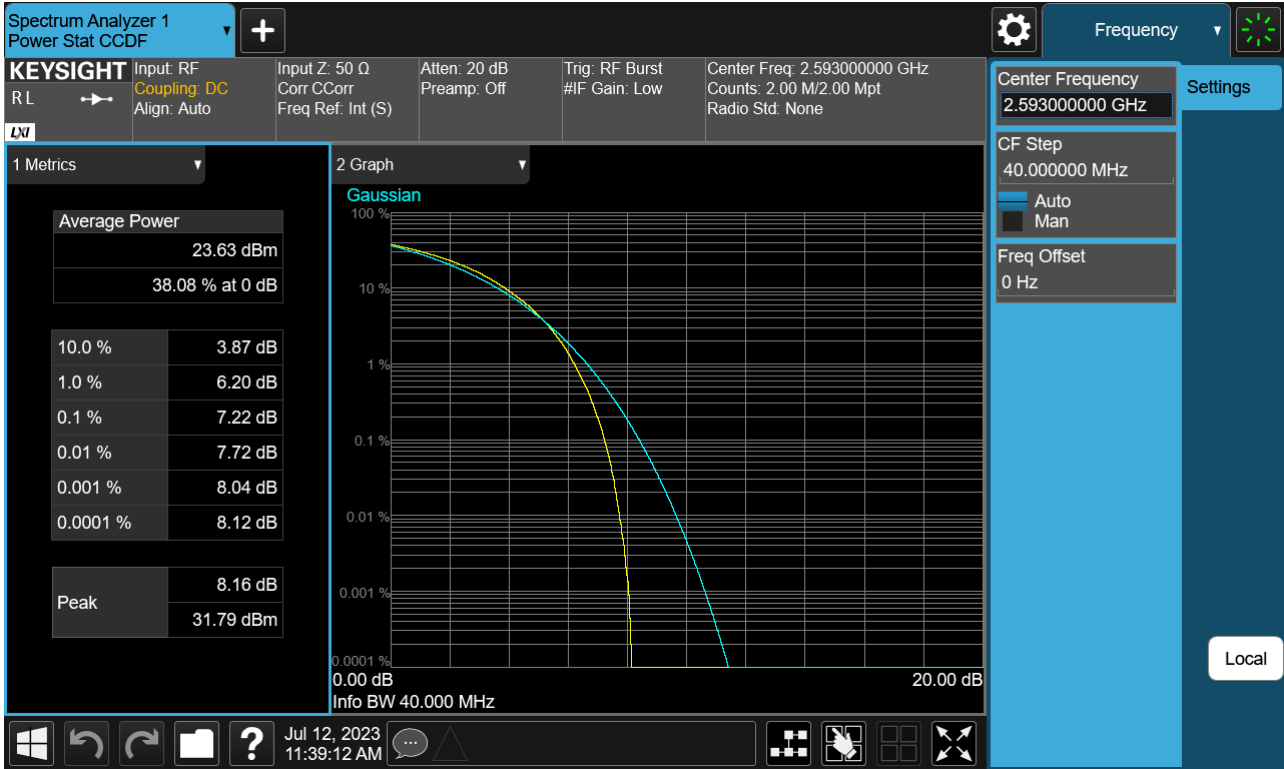 Spectrum Analyzer 1
Power Stat CCDF
Frequency
KEYSIGHT
R L
LXI
Input: RF
Coupling: DC
Align: Auto
Input Z: 50 Ω
Corr CCorr
Freq Ref: Int (S)
Atten: 20 dB
Preamp: Off
Trig: RF Burst
#IF Gain: Low
Center Freq: 2.593000000 GHz
Counts: 2.00 M/2.00 Mpt
Radio Std: None
1 Metrics
Average Power
23.63 dBm
38.08 % at 0 dB
10.0 % 3.87 dB
1.0 % 6.20 dB
0.1 % 7.22 dB
0.01 % 7.72 dB
0.001 % 8.04 dB
0.0001 % 8.12 dB
Peak
8.16 dB
31.79 dBm
2 Graph
Gaussian
100 %
10 %
1 %
0.1 %
0.01 %
0.001 %
0.0001 %
0.00 dB 20.00 dB
Info BW 40.000 MHz
Center Frequency
2.593000000 GHz
CF Step
40.000000 MHz
Auto
Man
Freq Offset
0 Hz
Settings
Local
?
Jul 12, 2023
11:39:12 AM